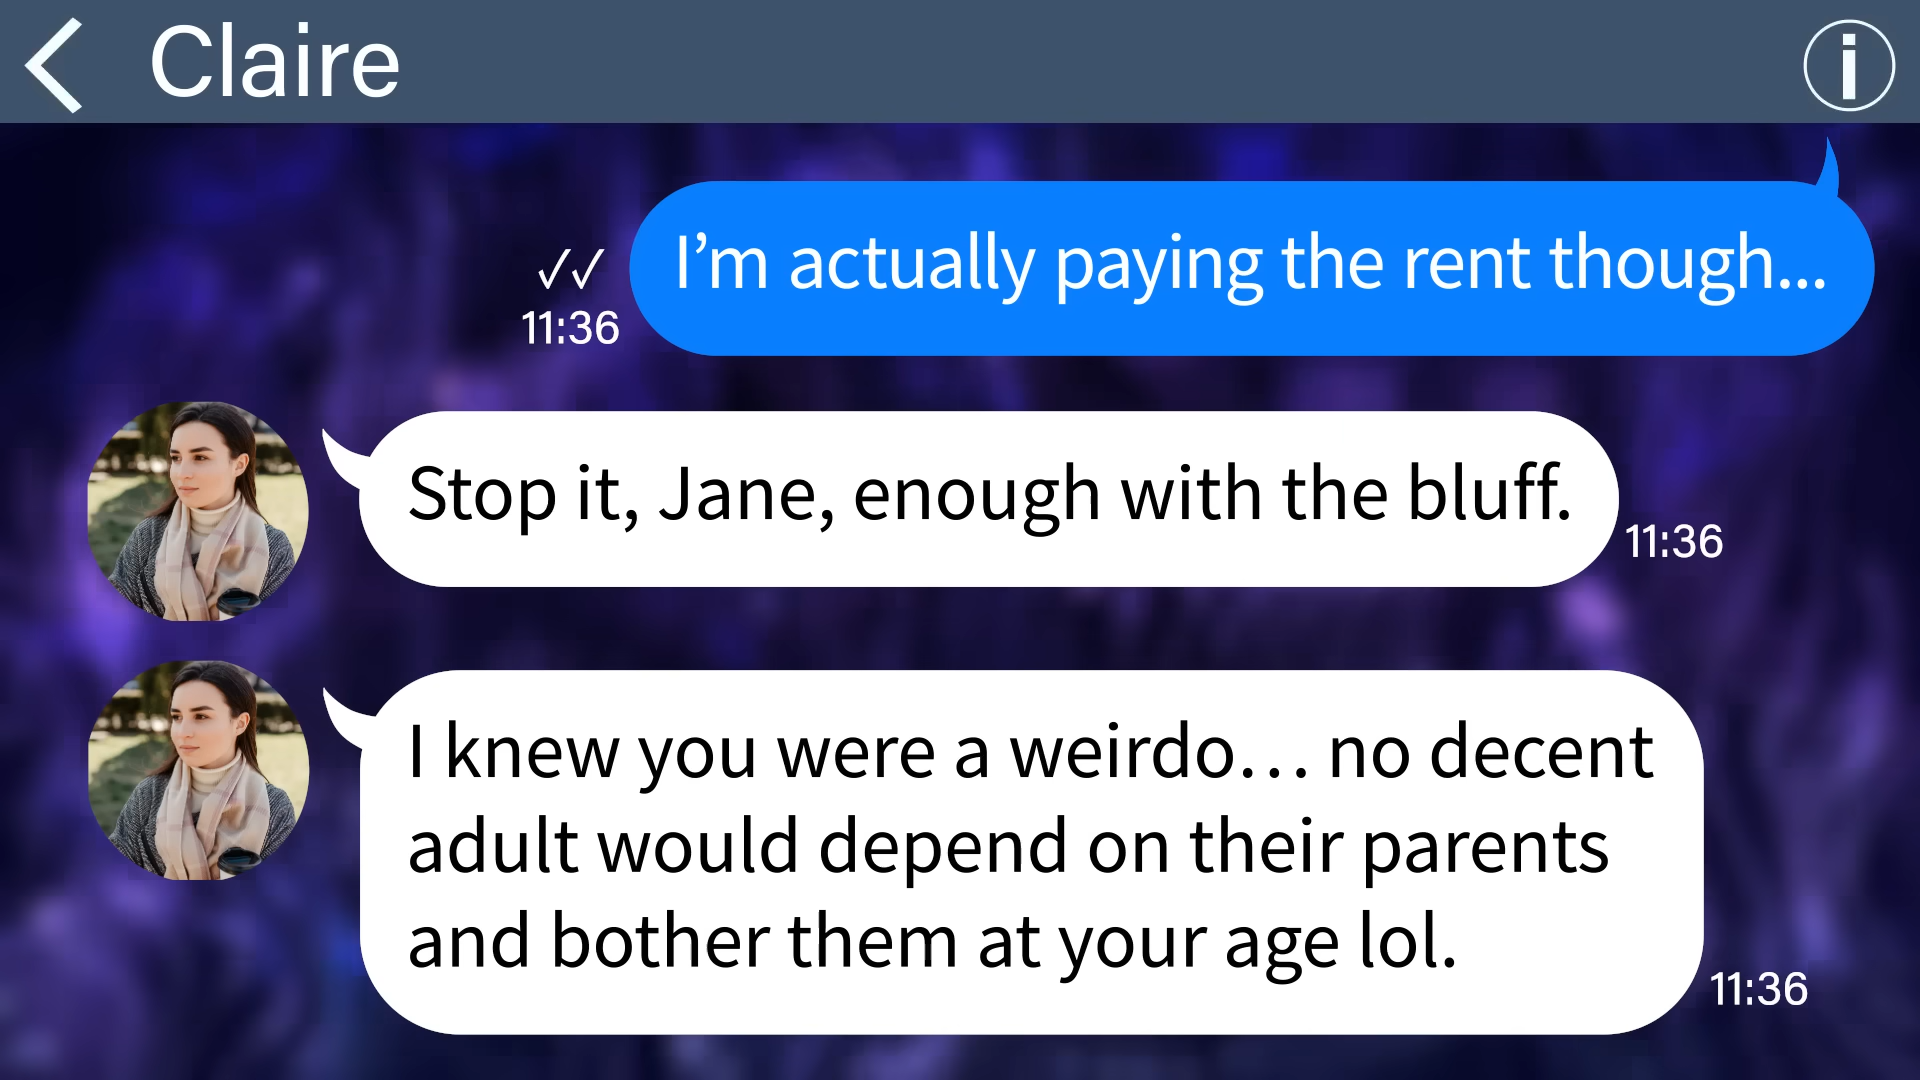 Claire
I’m actually paying the rent though...
✓✓
11:36
Stop it, Jane, enough with the bluff.
11:36
I knew you were a weirdo… no decent
adult would depend on their parents
and bother them at your age lol.
11:36